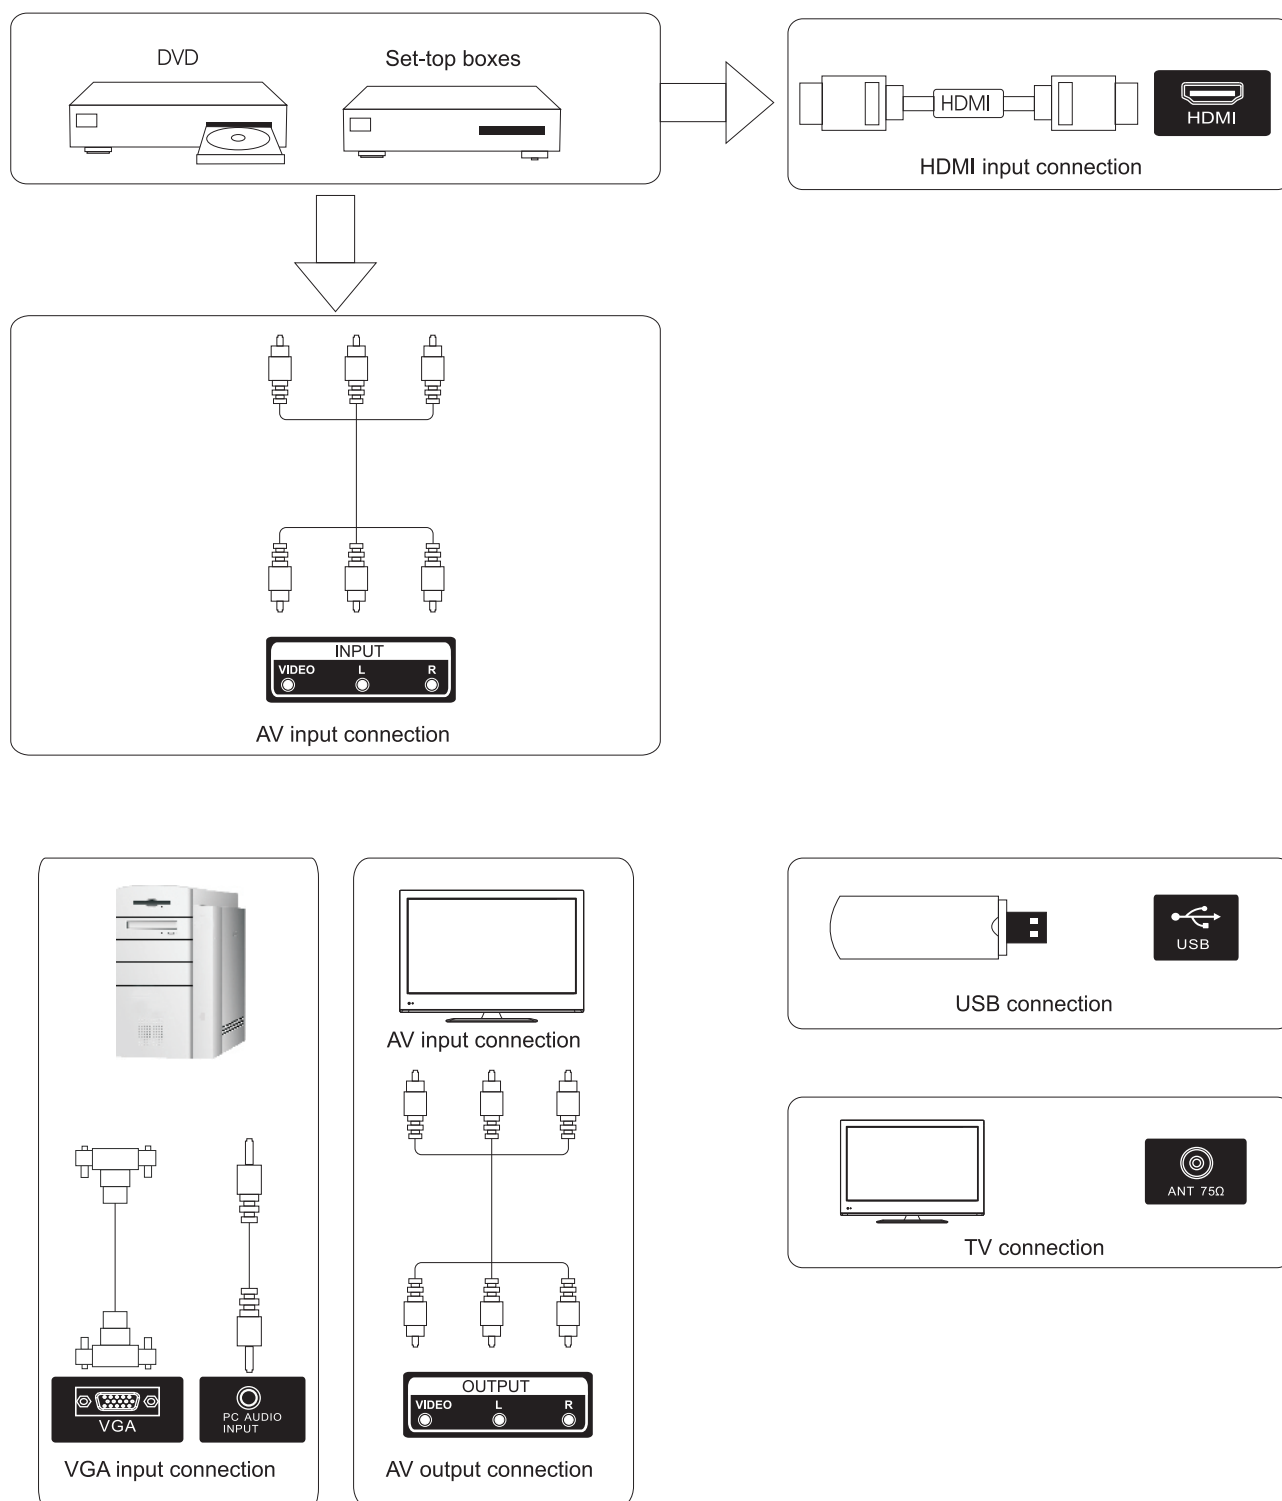 DVD
Set-top boxes
HDMI
HDMI
HDMI input connection
INPUT
VIDEO L R
AV input connection
VGA
PC AUDIO
INPUT
VGA input connection
AV input connection
OUTPUT
VIDEO L R
AV output connection
USB
USB connection
ANT 75Ω
TV connection